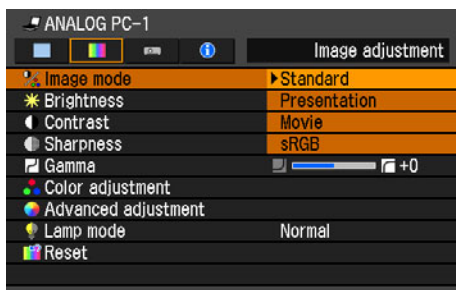 ANALOG PC-1
Image adjustment
Image mode ▶Standard
Brightness Presentation
Contrast Movie
Sharpness sRGB
Gamma +0
Color adjustment
Advanced adjustment
Lamp mode Normal
Reset